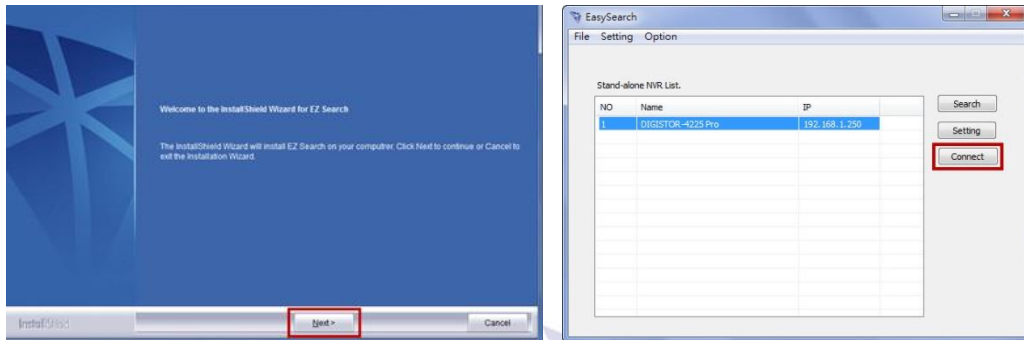 Welcome to the InstallShield Wizard for EZ Search
The InstallShield Wizard will install EZ Search on your computrer. Click Next to continue or Cancel to
exit the Installation Wizard.
InstallShield
Next >
Cancel
EasySearch
File Setting Option
Stand-alone NVR List.
NO Name IP
1 DIGISTOR-4225 Pro 192.168.1.250
Search
Setting
Connect